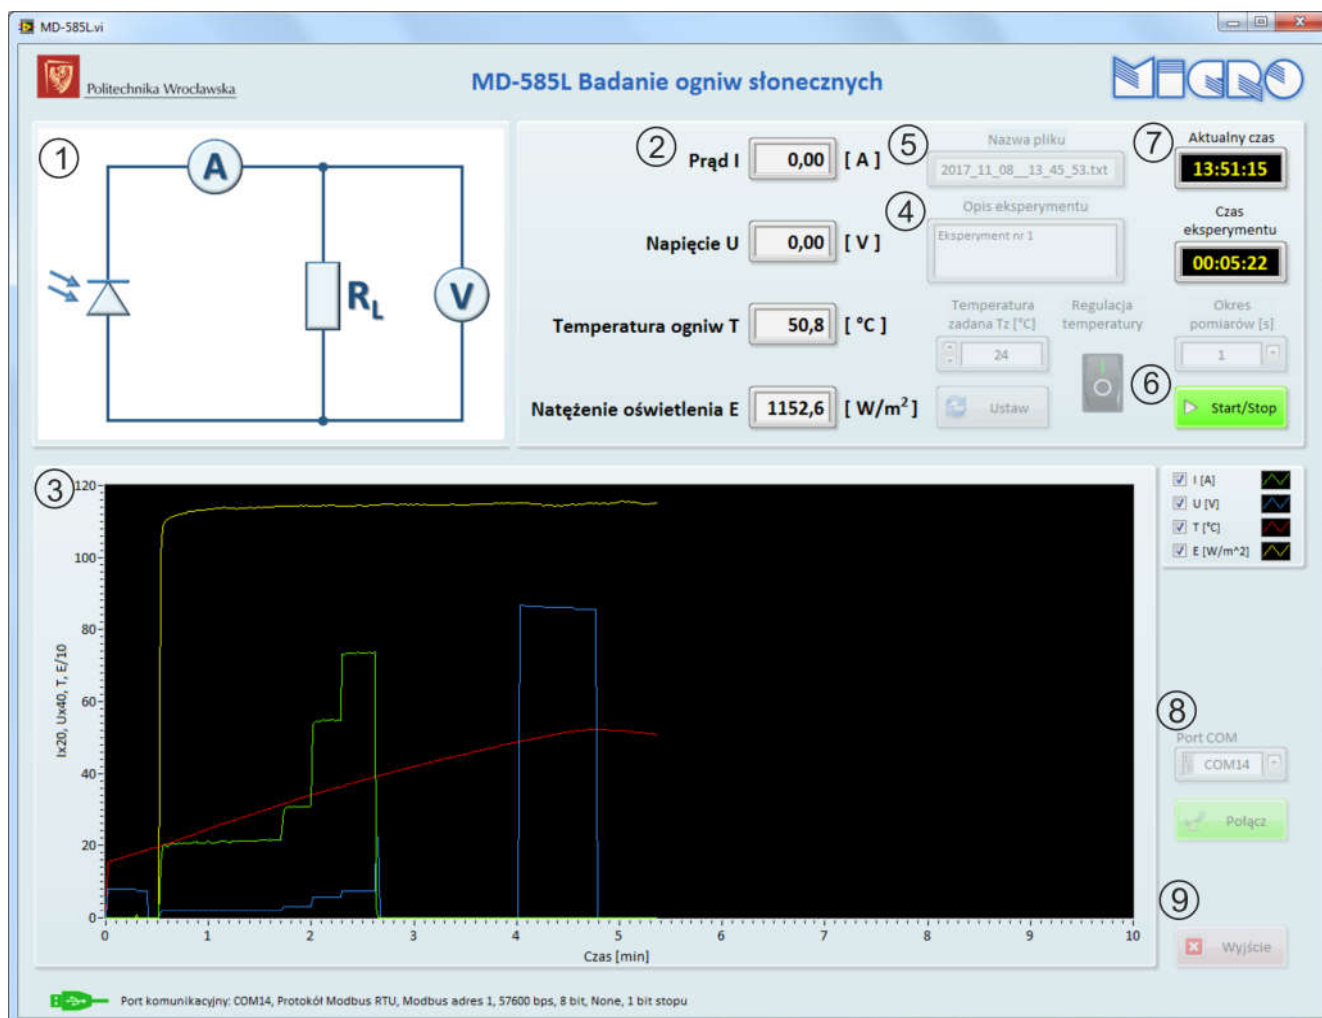 MD-585L.vi
Politechnika Wrocławska
MD-585L Badanie ogniw słonecznych
MICRO
1
A
R_L
V
2
Prąd I 0,00 [ A ]
Napięcie U 0,00 [ V ]
Temperatura ogniw T 50,8 [ °C ]
Natężenie oświetlenia E 1152,6 [ W/m² ]
5
Nazwa pliku
2017_11_08__13_45_53.txt
4
Opis eksperymentu
Eksperyment nr 1
Temperatura
zadana Tz [°C]
24
Ustaw
Regulacja
temperatury
7
Aktualny czas
13:51:15
Czas
eksperymentu
00:05:22
Okres
pomiarów [s]
1
6
Start/Stop
3
Ix20, Ux40, T, E/10
120
100
80
60
40
20
0
0 1 2 3 4 5 6 7 8 9 10
Czas [min]
I [A]
U [V]
T [°C]
E [W/m^2]
8
Port COM
COM14
Połącz
9
Wyjście
Port komunikacyjny: COM14, Protokół Modbus RTU, Modbus adres 1, 57600 bps, 8 bit, None, 1 bit stopu